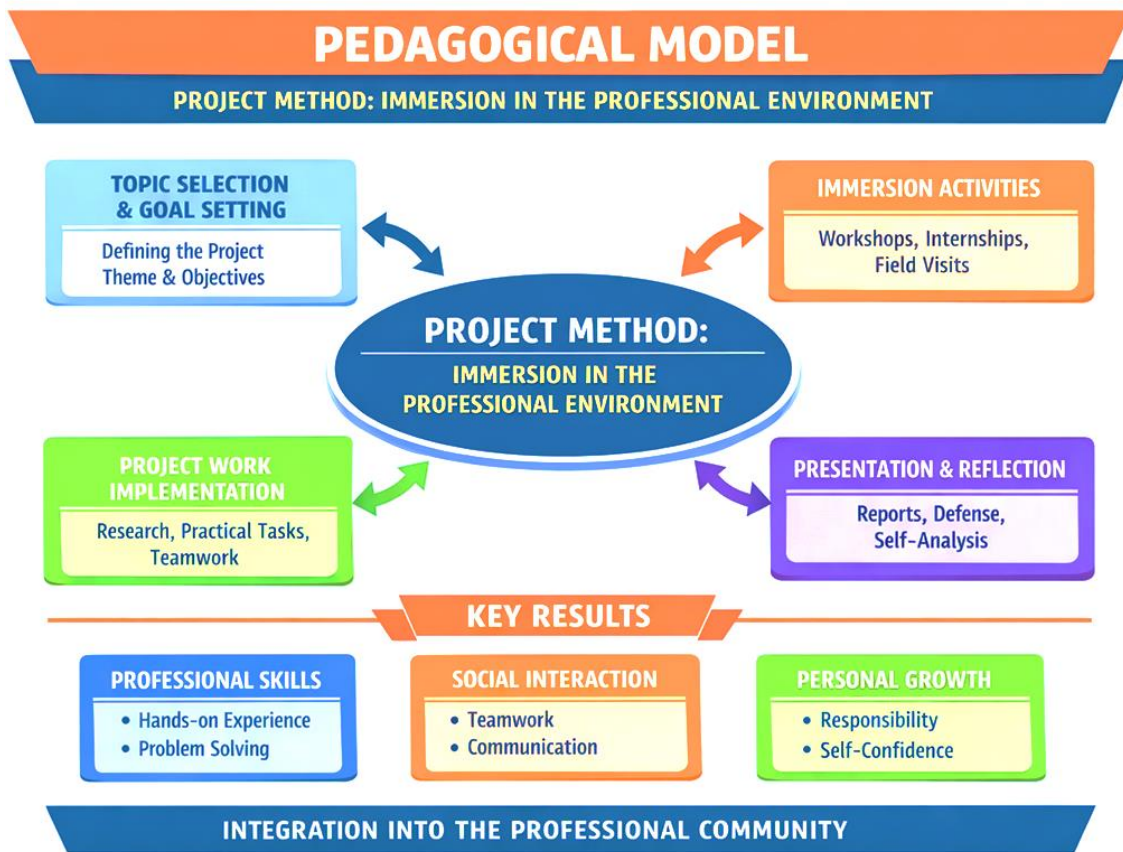 PEDAGOGICAL MODEL
PROJECT METHOD: IMMERSION IN THE PROFESSIONAL ENVIRONMENT
TOPIC SELECTION
& GOAL SETTING
Defining the Project
Theme & Objectives
IMMERSION ACTIVITIES
Workshops, Internships,
Field Visits
PROJECT METHOD:
IMMERSION IN THE
PROFESSIONAL ENVIRONMENT
PROJECT WORK
IMPLEMENTATION
Research, Practical Tasks,
Teamwork
PRESENTATION & REFLECTION
Reports, Defense,
Self-Analysis
KEY RESULTS
PROFESSIONAL SKILLS
• Hands-on Experience
• Problem Solving
SOCIAL INTERACTION
• Teamwork
• Communication
PERSONAL GROWTH
• Responsibility
• Self-Confidence
INTEGRATION INTO THE PROFESSIONAL COMMUNITY